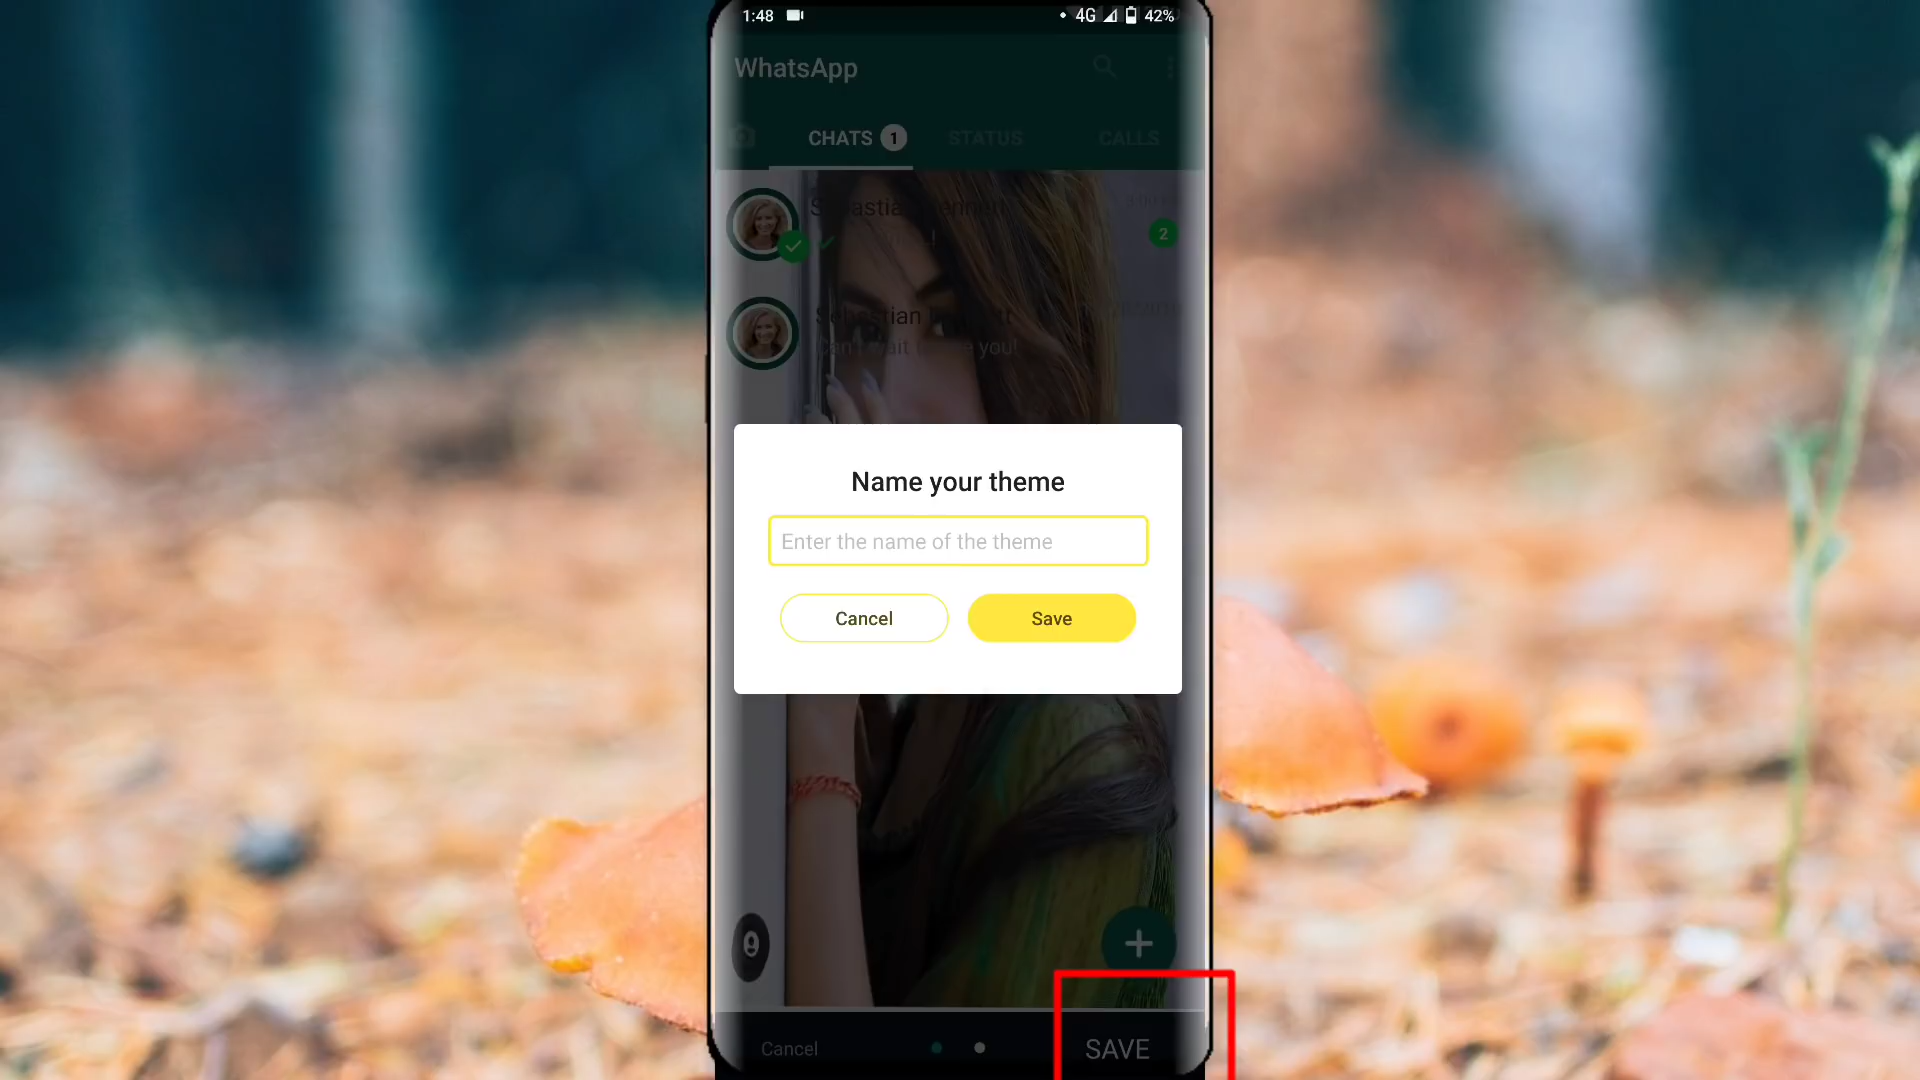 1:48
4G 42%
WhatsApp
CHATS 1
STATUS
CALLS
2
Name your theme
Enter the name of the theme
Cancel
Save
Cancel
SAVE